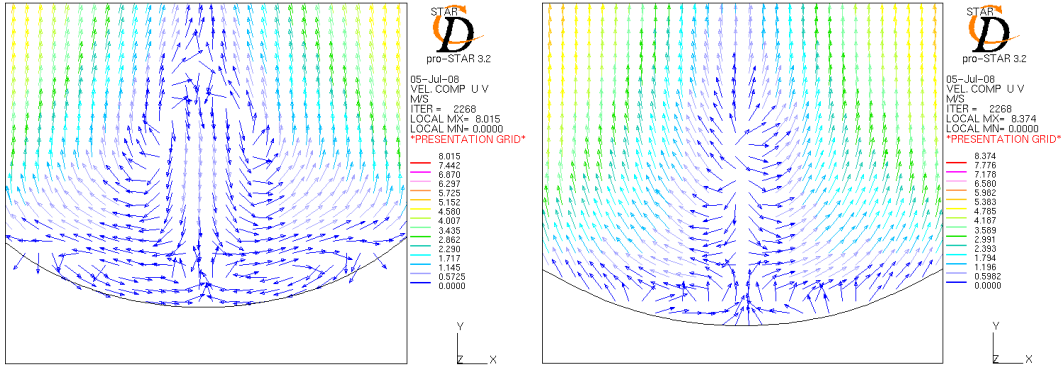 STAR
CD
pro-STAR 3.2
05-Jul-08
VEL. COMP U V
M/S
ITER = 2268
LOCAL MX= 8.015
LOCAL MN= 0.0000
*PRESENTATION GRID*
8.015
7.442
6.870
6.297
5.725
5.152
4.580
4.007
3.435
2.862
2.290
1.717
1.145
0.5725
0.0000
Y
Z X
STAR
CD
pro-STAR 3.2
05-Jul-08
VEL. COMP U V
M/S
ITER = 2268
LOCAL MX= 8.374
LOCAL MN= 0.0000
*PRESENTATION GRID*
8.374
7.776
7.178
6.580
5.982
5.383
4.785
4.187
3.589
2.991
2.393
1.794
1.196
0.5982
0.0000
Y
Z X